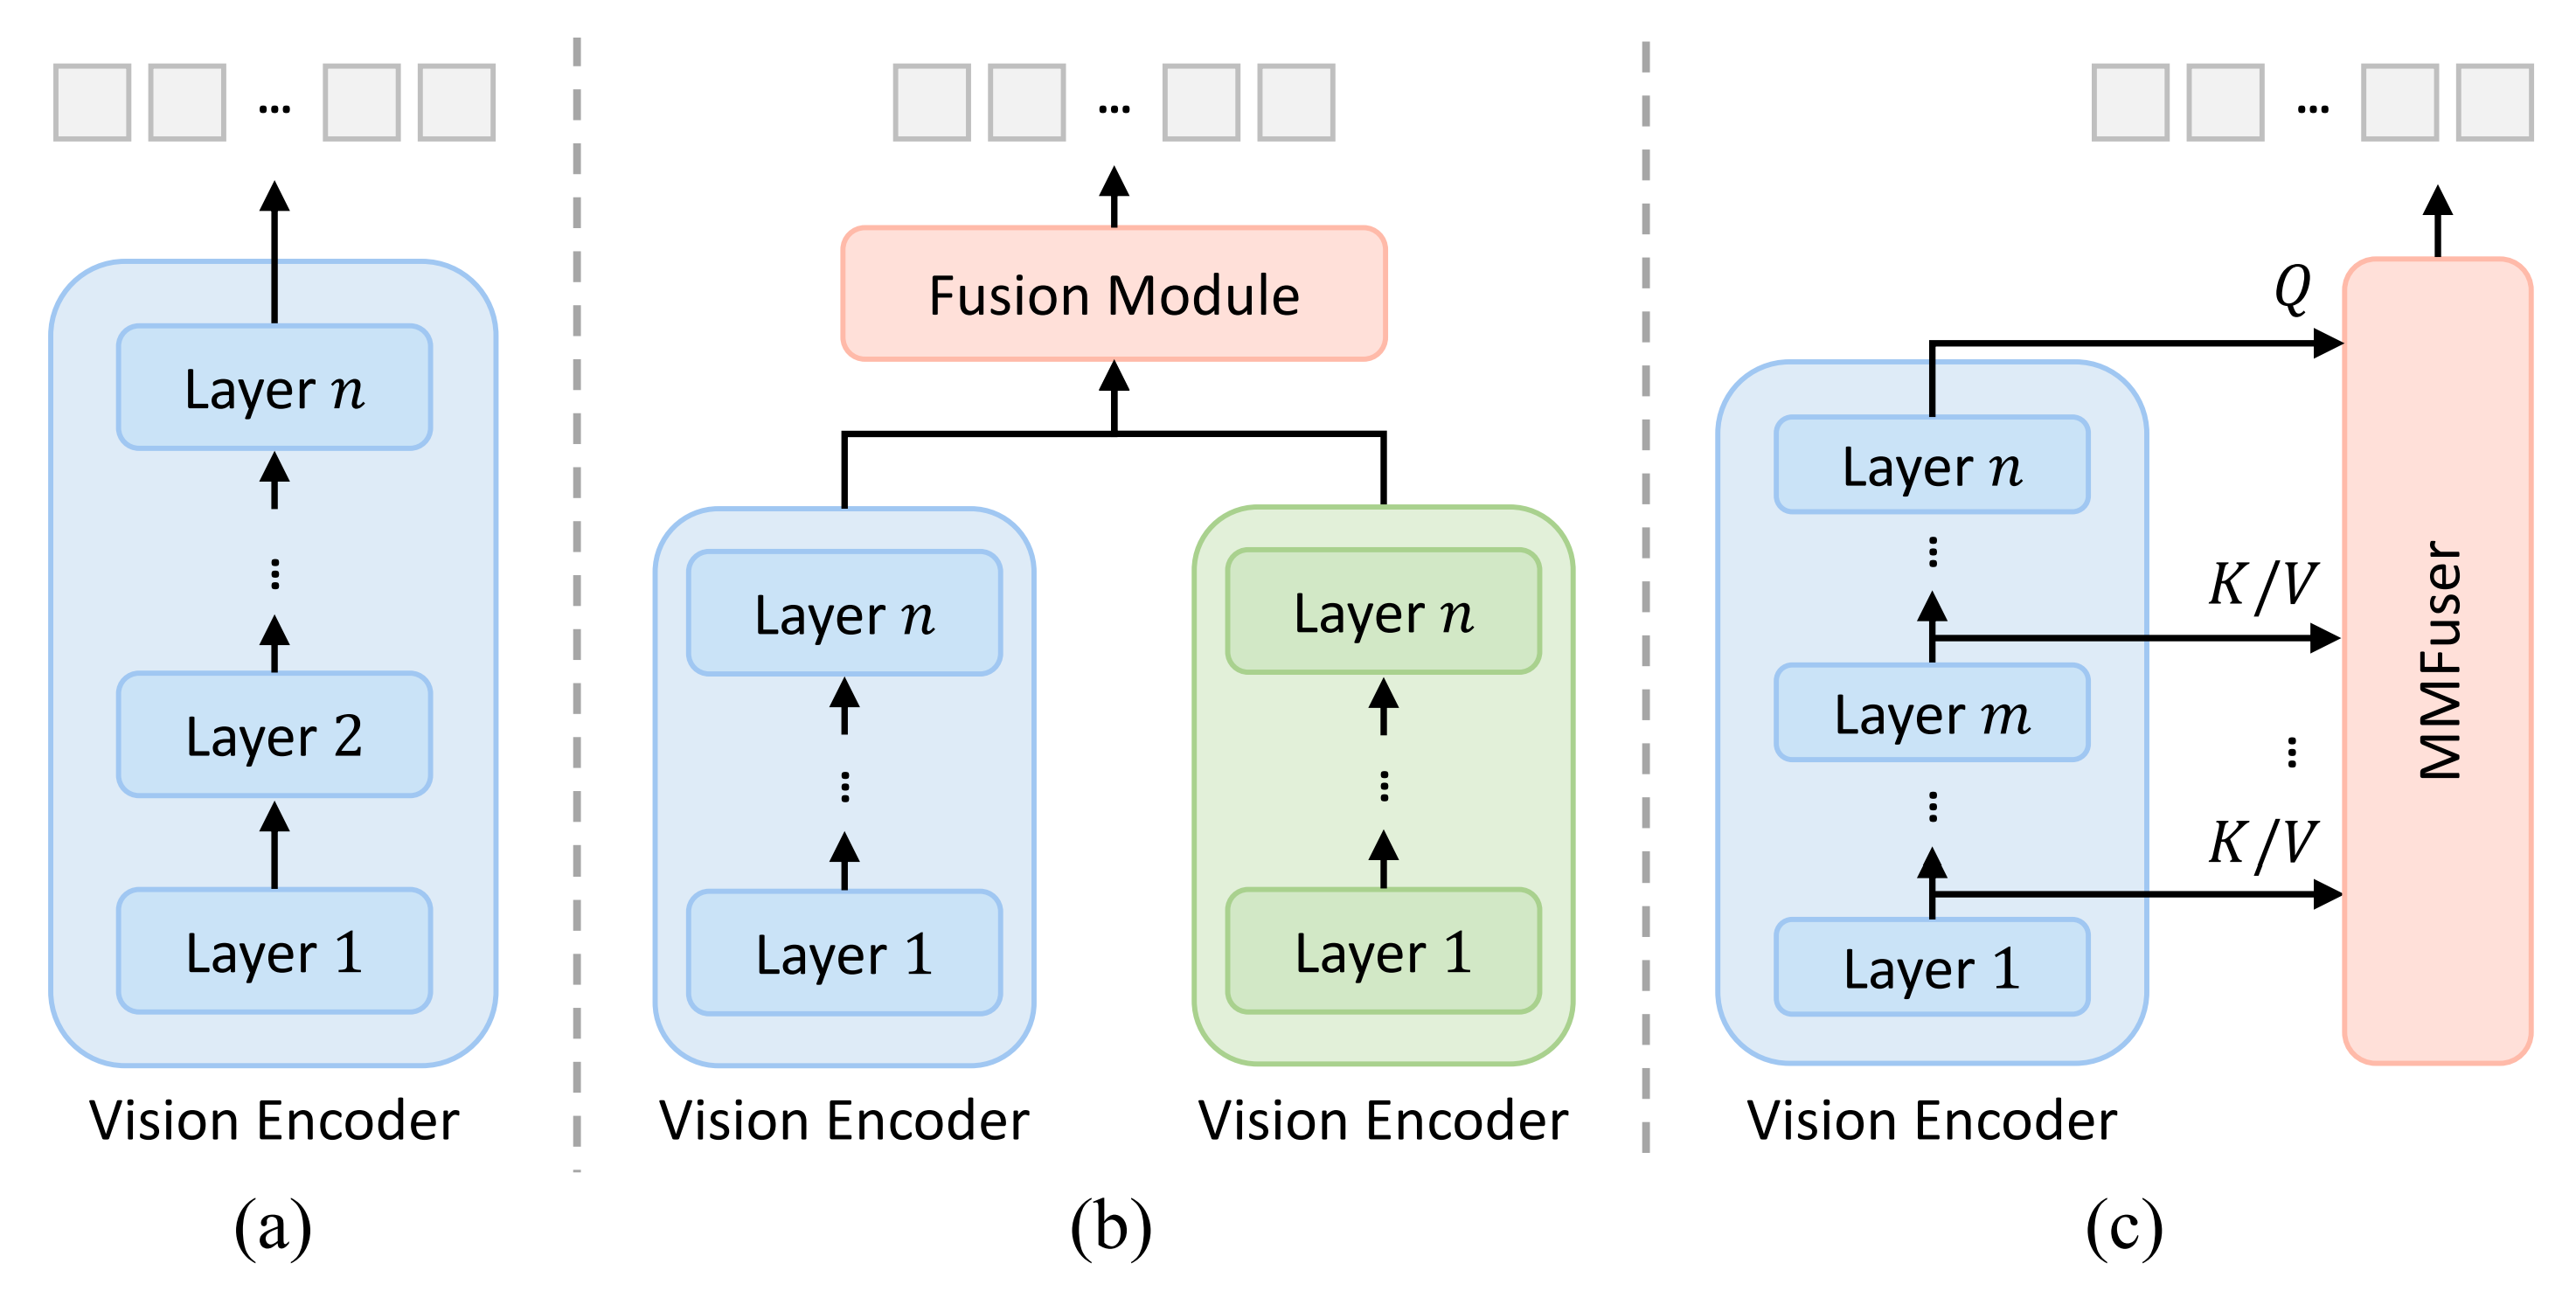 ...
Layer n
...
Layer 2
Layer 1
Vision Encoder
(a)
...
Fusion Module
Layer n
...
Layer 1
Vision Encoder
Layer n
...
Layer 1
Vision Encoder
(b)
...
Q
Layer n
...
K/V
Layer m
...
...
K/V
Layer 1
MMFuser
Vision Encoder
(c)